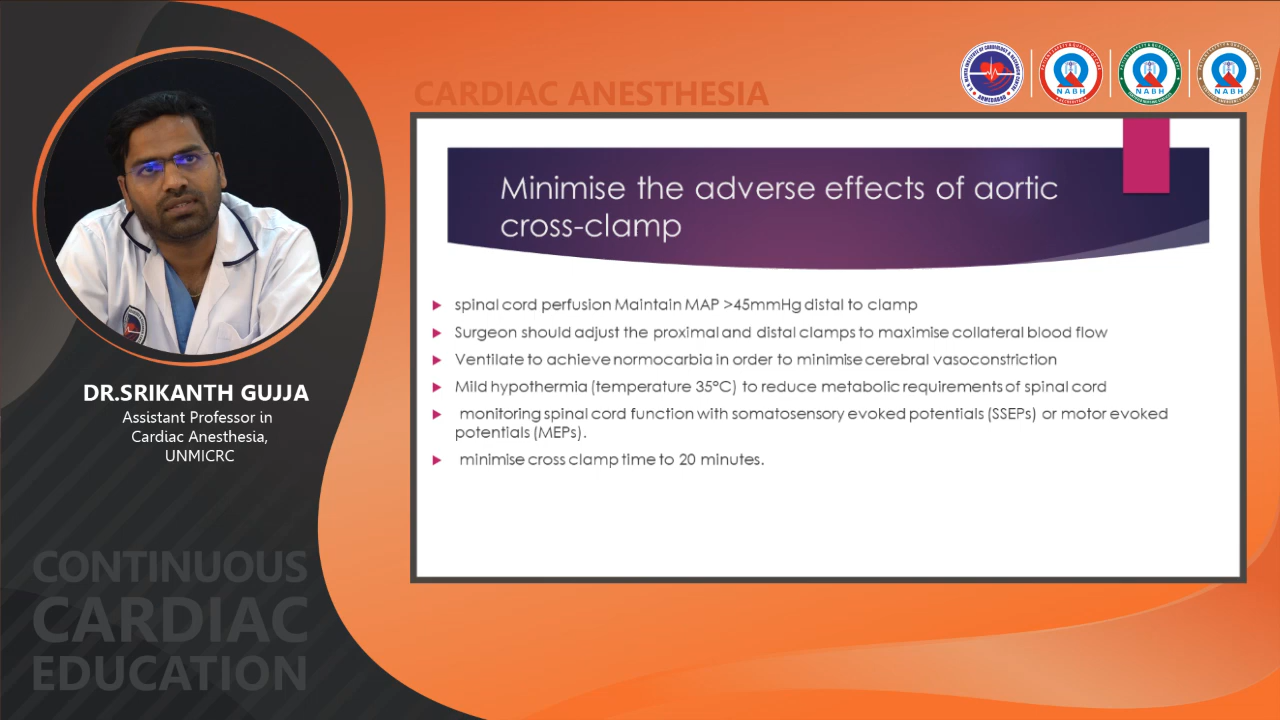 CARDIAC ANESTHESIA
NABH
NABH
NABH
Minimise the adverse effects of aortic
cross-clamp
spinal cord perfusion Maintain MAP >45mmHg distal to clamp
Surgeon should adjust the proximal and distal clamps to maximise collateral blood flow
Ventilate to achieve normocarbia in order to minimise cerebral vasoconstriction
Mild hypothermia (temperature 35°C) to reduce metabolic requirements of spinal cord
monitoring spinal cord function with somatosensory evoked potentials (SSEPs) or motor evoked
potentials (MEPs).
minimise cross clamp time to 20 minutes.
DR.SRIKANTH GUJJA
Assistant Professor in
Cardiac Anesthesia,
UNMICRC
CONTINUOUS
CARDIAC
EDUCATION